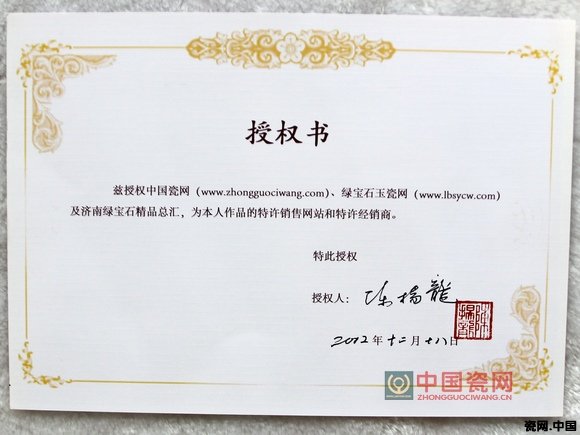 授权书
兹授权中国瓷网（www.zhongguociwang.com）、绿宝石玉瓷网（www.lbsycw.com）
及济南绿宝石精品总汇，为本人作品的特许销售网站和特许经销商。
特此授权
授权人：陈扬龙
2012年十二月十八日
中国瓷网
ZHONGGUOCIWANG.CN
瓷网.中国